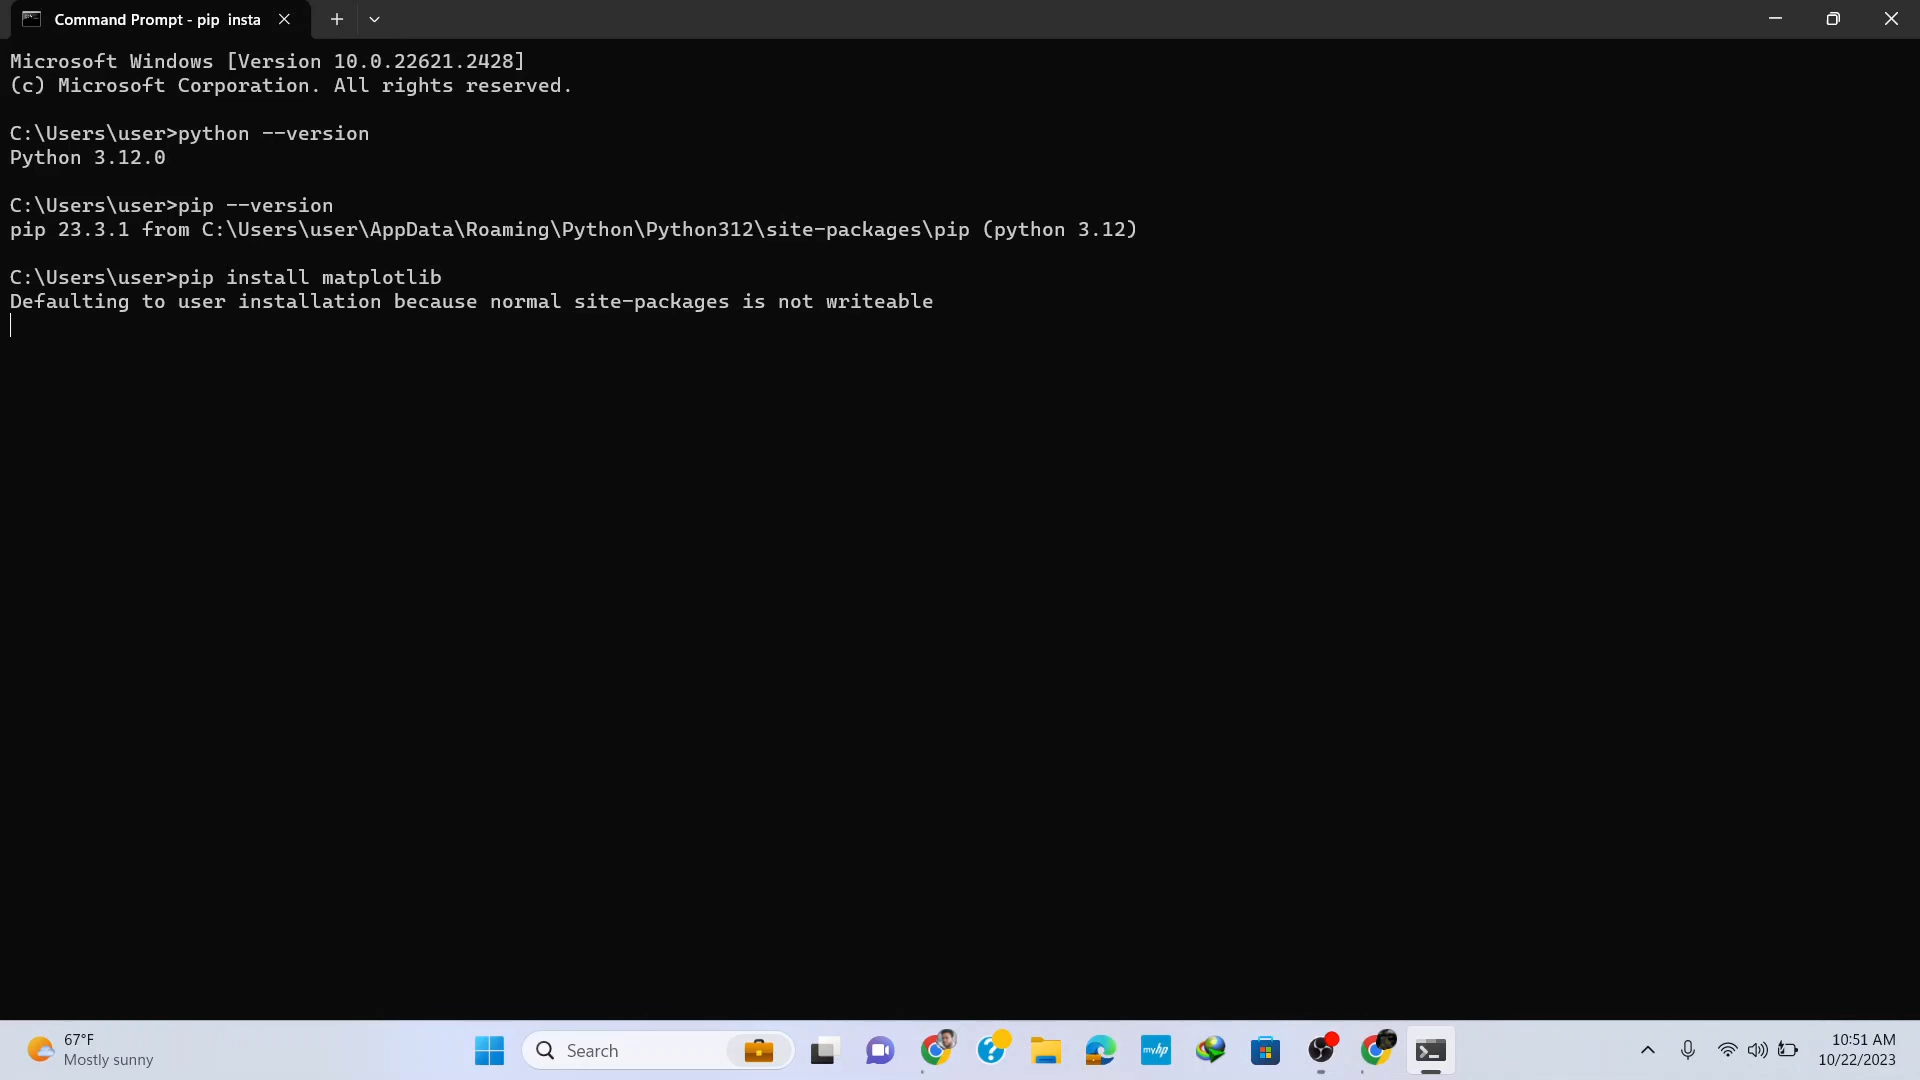 Command Prompt - pip insta
Microsoft Windows [Version 10.0.22621.2428]
(c) Microsoft Corporation. All rights reserved.
C:\Users\user>python --version
Python 3.12.0
C:\Users\user>pip --version
pip 23.3.1 from C:\Users\user\AppData\Roaming\Python\Python312\site-packages\pip (python 3.12)
C:\Users\user>pip install matplotlib
Defaulting to user installation because normal site-packages is not writeable
67°F
Mostly sunny
Search
myhp
10:51 AM
10/22/2023